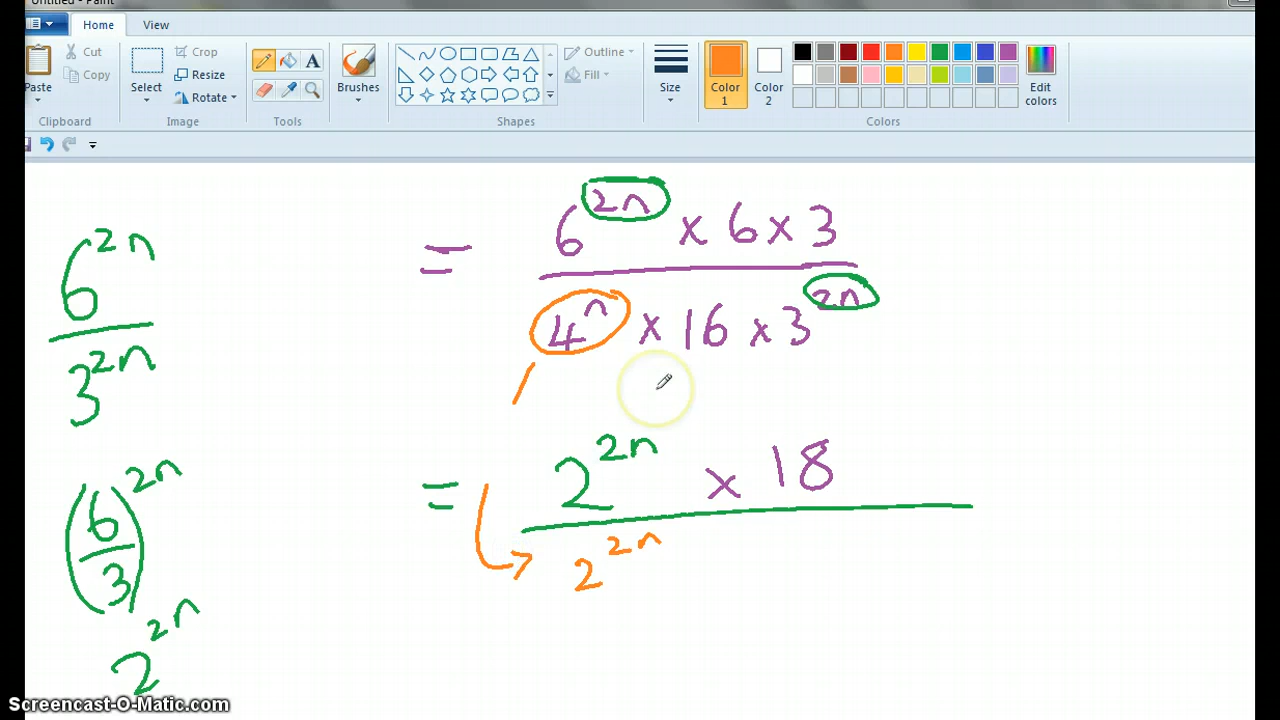 Untitled - Paint
Home View
Paste
Cut
Copy
Select
Crop
Resize
Rotate
A
Brushes
Outline
Fill
Size
Color 1
Color 2
Edit colors
Clipboard
Image
Tools
Shapes
Colors
6^2n
3^2n
(6/3)^2n
2^2n
= 6^2n × 6 × 3
4^n × 16 × 3^2n
= 2^2n × 18
2^2n
Screencast-O-Matic.com